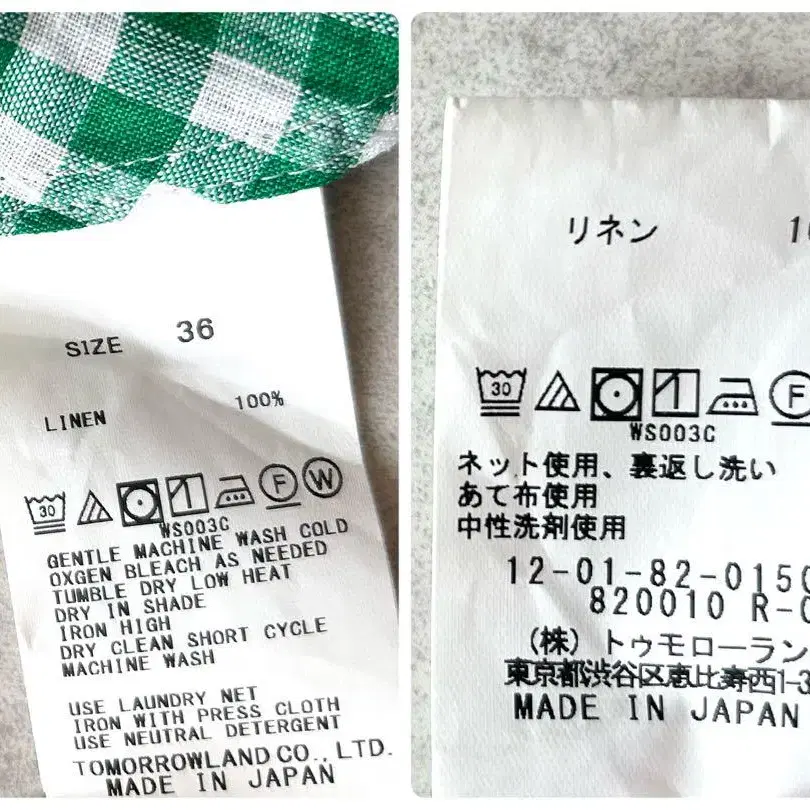 SIZE 36
LINEN 100%
30 F W
WS003C
GENTLE MACHINE WASH COLD
OXGEN BLEACH AS NEEDED
TUMBLE DRY LOW HEAT
DRY IN SHADE
IRON HIGH
DRY CLEAN SHORT CYCLE
MACHINE WASH
USE LAUNDRY NET
IRON WITH PRESS CLOTH
USE NEUTRAL DETERGENT
TOMORROWLAND CO., LTD.
MADE IN JAPAN
リネン
30 F
WS003C
ネット使用、裏返し洗い
あて布使用
中性洗剤使用
12-01-82-0150
820010 R-0
(株) トゥモローラン
東京都渋谷区恵比寿西1-3
MADE IN JAPAN